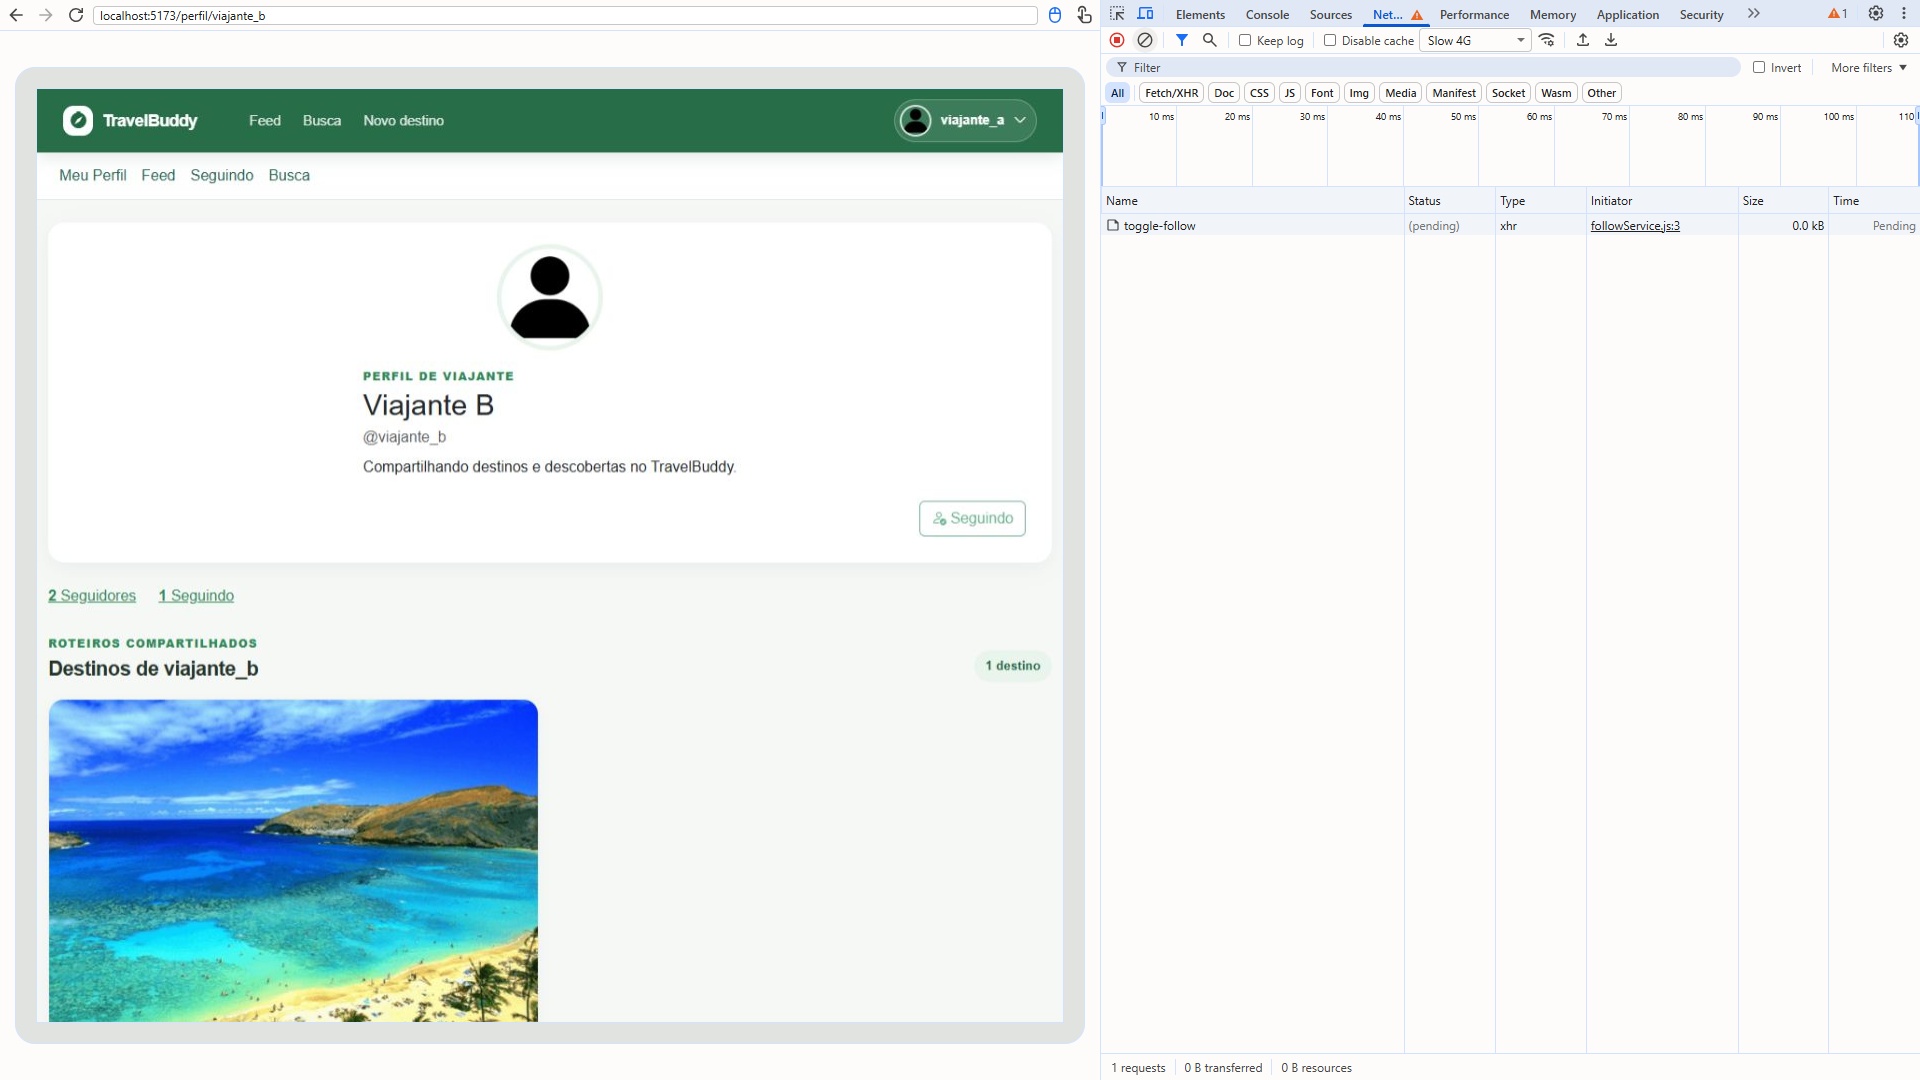 localhost:5173/perfil/viajante_b
TravelBuddy
Feed
Busca
Novo destino
viajante_a
Meu Perfil
Feed
Seguindo
Busca
PERFIL DE VIAJANTE
Viajante B
@viajante_b
Compartilhando destinos e descobertas no TravelBuddy.
Seguindo
2 Seguidores
1 Seguindo
ROTEIROS COMPARTILHADOS
Destinos de viajante_b
1 destino
Elements
Console
Sources
Net...
Performance
Memory
Application
Security
1
Keep log
Disable cache
Slow 4G
Filter
Invert
More filters
All
Fetch/XHR
Doc
CSS
JS
Font
Img
Media
Manifest
Socket
Wasm
Other
10 ms
20 ms
30 ms
40 ms
50 ms
60 ms
70 ms
80 ms
90 ms
100 ms
110
Name
Status
Type
Initiator
Size
Time
toggle-follow
(pending)
xhr
followService.js:3
0.0 kB
Pending
1 requests
0 B transferred
0 B resources